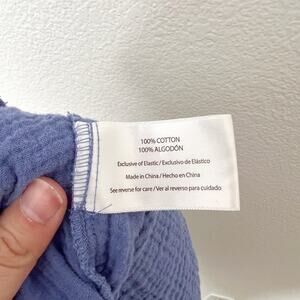 100% COTTON
100% ALGODÓN
Exclusive of Elastic / Exclusivo de Elástico
Made in China / Hecho en China
See reverse for care / Ver al reverso para cuidado